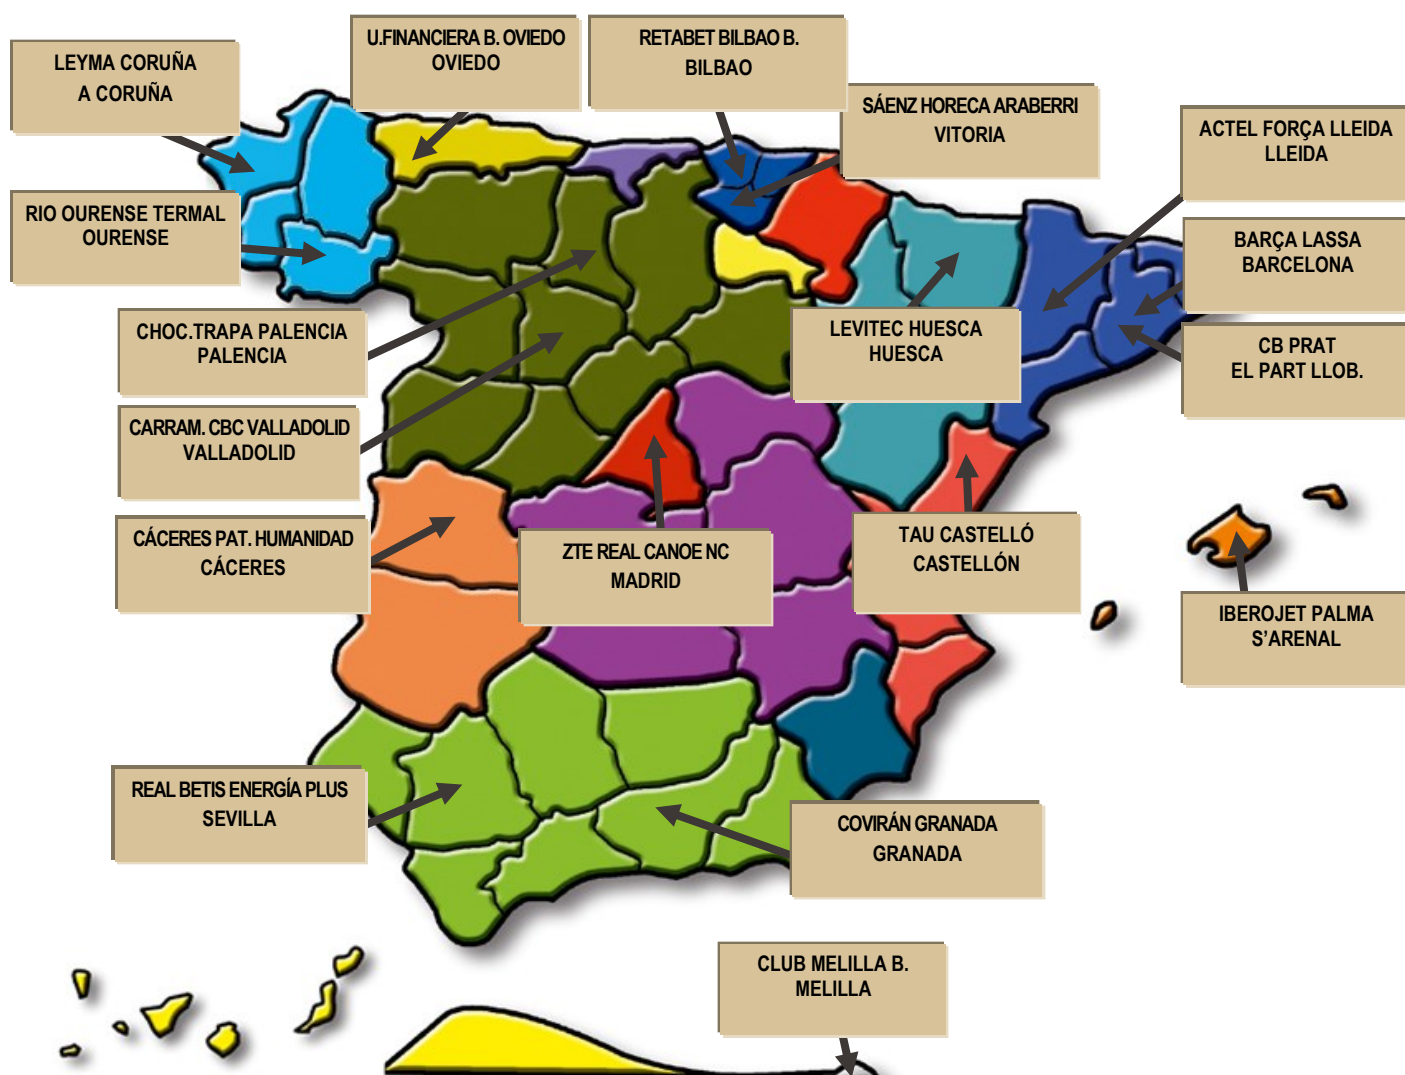 U.FINANCIERA B. OVIEDO
OVIEDO
RETABET BILBAO B.
BILBAO
LEYMA CORUÑA
A CORUÑA
SÁENZ HORECA ARABERRI
VITORIA
ACTEL FORÇA LLEIDA
LLEIDA
RIO OURENSE TERMAL
OURENSE
BARÇA LASSA
BARCELONA
CHOC.TRAPA PALENCIA
PALENCIA
LEVITEC HUESCA
HUESCA
CB PRAT
EL PART LLOB.
CARRAM. CBC VALLADOLID
VALLADOLID
CÁCERES PAT. HUMANIDAD
CÁCERES
ZTE REAL CANOE NC
MADRID
TAU CASTELLÓ
CASTELLÓN
IBEROJET PALMA
S’ARENAL
REAL BETIS ENERGÍA PLUS
SEVILLA
COVIRÁN GRANADA
GRANADA
CLUB MELILLA B.
MELILLA